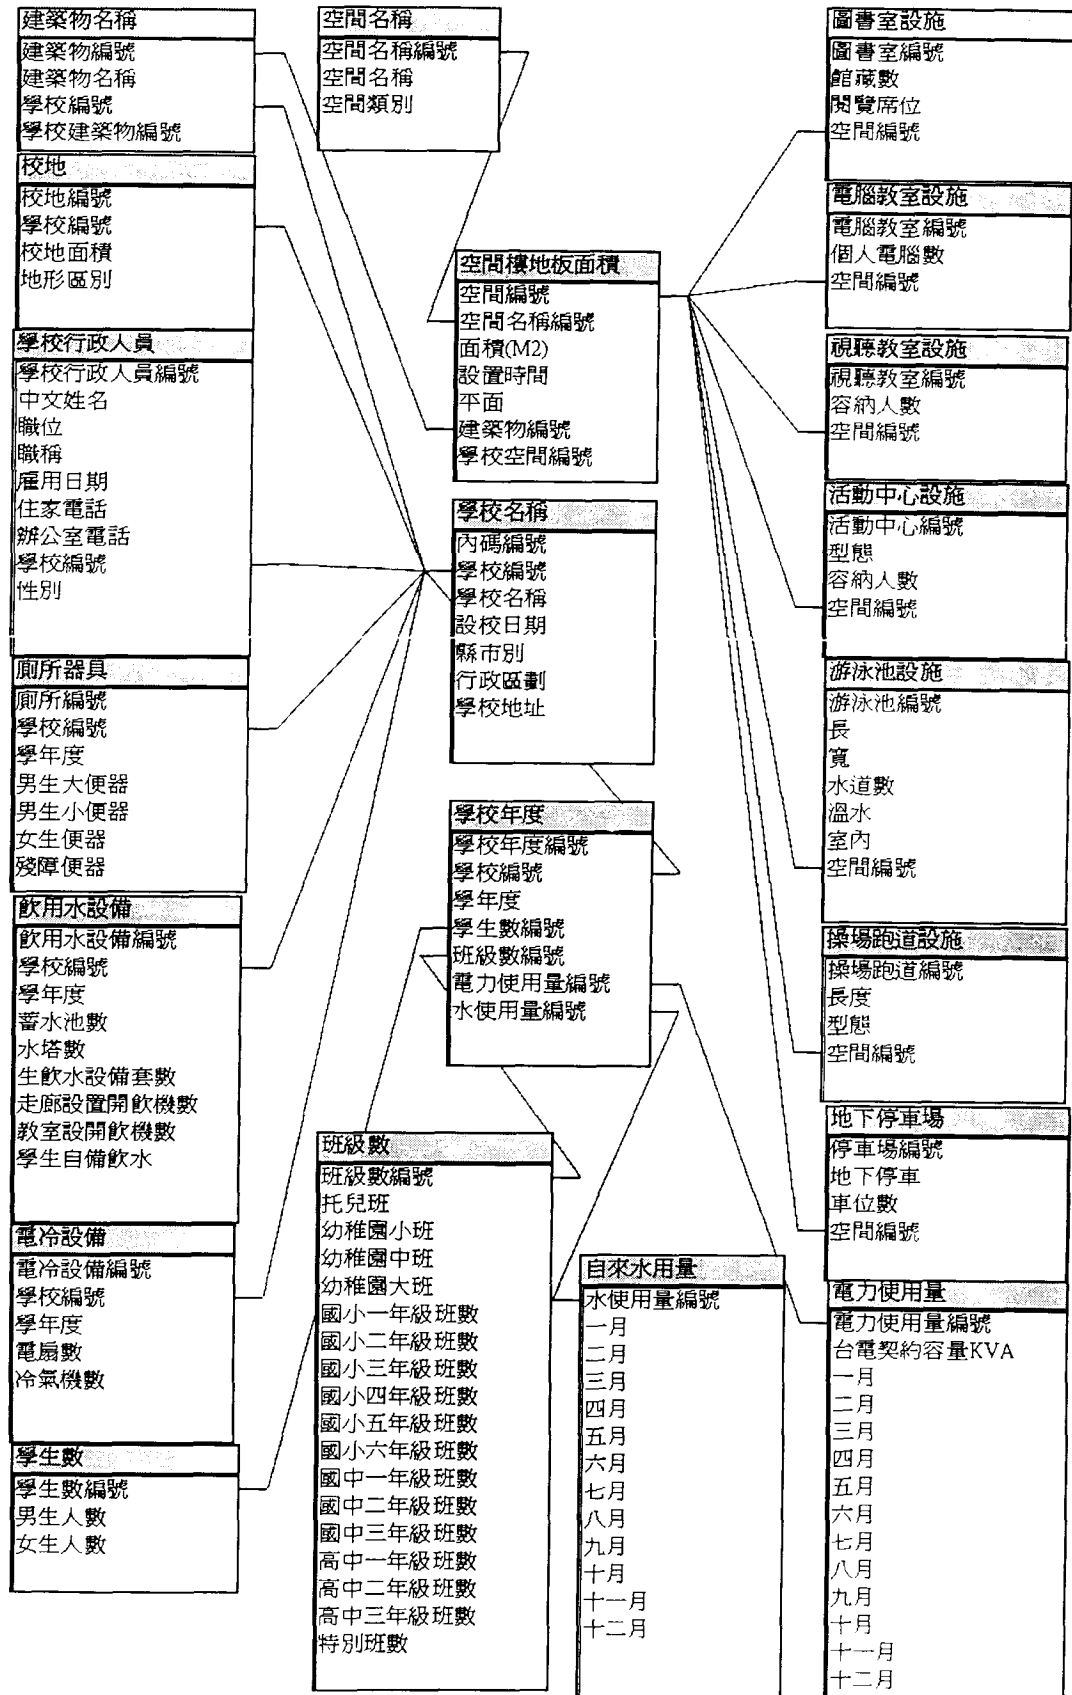 建築物名稱
建築物編號
建築物名稱
學校編號
學校建築物編號
校地
校地編號
學校編號
校地面積
地形區別
學校行政人員
學校行政人員編號
中文姓名
職位
職稱
雇用日期
住家電話
辦公室電話
學校編號
性別
廁所器具
廁所編號
學校編號
學年度
男生大便器
男生小便器
女生便器
殘障便器
飲用水設備
飲用水設備編號
學校編號
學年度
蓄水池數
水塔數
生飲水設備套數
走廊設置開飲機數
教室設開飲機數
學生自備飲水
電冷設備
電冷設備編號
學校編號
學年度
電扇數
冷氣機數
學生數
學生數編號
男生人數
女生人數
空間名稱
空間名稱編號
空間名稱
空間類別
空間樓地板面積
空間編號
空間名稱編號
面積(M2)
設置時間
平面
建築物編號
學校空間編號
學校名稱
內碼編號
學校編號
學校名稱
設校日期
縣市別
行政區劃
學校地址
學校年度
學校年度編號
學校編號
學年度
學生數編號
班級數編號
電力使用量編號
水使用量編號
班級數
班級數編號
托兒班
幼稚園小班
幼稚園中班
幼稚園大班
國小一年級班數
國小二年級班數
國小三年級班數
國小四年級班數
國小五年級班數
國小六年級班數
國中一年級班數
國中二年級班數
國中三年級班數
高中一年級班數
高中二年級班數
高中三年級班數
特別班數
自來水用量
水使用量編號
一月
二月
三月
四月
五月
六月
七月
八月
九月
十月
十一月
十二月
圖書室設施
圖書室編號
館藏數
閱覽席位
空間編號
電腦教室設施
電腦教室編號
個人電腦數
空間編號
視聽教室設施
視聽教室編號
容納人數
空間編號
活動中心設施
活動中心編號
型態
容納人數
空間編號
游泳池設施
游泳池編號
長
寬
水道數
溫水
室內
空間編號
操場跑道設施
操場跑道編號
長度
型態
空間編號
地下停車場
停車場編號
地下停車
車位數
空間編號
電力使用量
電力使用量編號
台電契約容量KVA
一月
二月
三月
四月
五月
六月
七月
八月
九月
十月
十一月
十二月